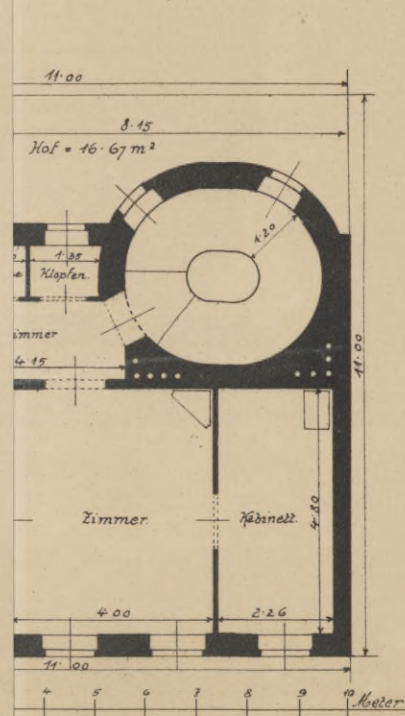 11·00
8·15
Hof = 16·67 m²
1·20
1·35
Klopfen.
immer
4·15
11·00
Zimmer.
Kabinett.
4·80
4·00
2·26
11·00
4 5 6 7 8 9 10 Meter